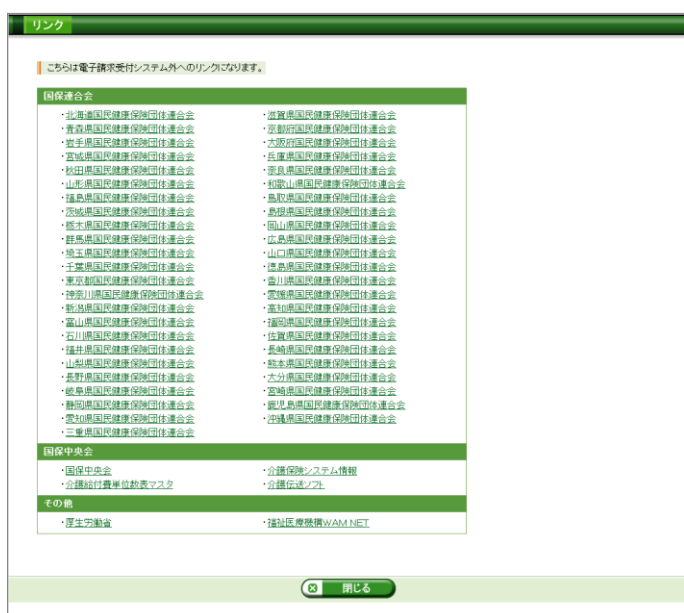 リンク
こちらは電子請求受付システム外へのリンクになります。
国保連合会
・北海道国民健康保険団体連合会
・青森県国民健康保険団体連合会
・岩手県国民健康保険団体連合会
・宮城県国民健康保険団体連合会
・秋田県国民健康保険団体連合会
・山形県国民健康保険団体連合会
・福島県国民健康保険団体連合会
・茨城県国民健康保険団体連合会
・栃木県国民健康保険団体連合会
・群馬県国民健康保険団体連合会
・埼玉県国民健康保険団体連合会
・千葉県国民健康保険団体連合会
・東京都国民健康保険団体連合会
・神奈川県国民健康保険団体連合会
・新潟県国民健康保険団体連合会
・富山県国民健康保険団体連合会
・石川県国民健康保険団体連合会
・福井県国民健康保険団体連合会
・山梨県国民健康保険団体連合会
・長野県国民健康保険団体連合会
・岐阜県国民健康保険団体連合会
・静岡県国民健康保険団体連合会
・愛知県国民健康保険団体連合会
・三重県国民健康保険団体連合会
・滋賀県国民健康保険団体連合会
・京都府国民健康保険団体連合会
・大阪府国民健康保険団体連合会
・兵庫県国民健康保険団体連合会
・奈良県国民健康保険団体連合会
・和歌山県国民健康保険団体連合会
・鳥取県国民健康保険団体連合会
・島根県国民健康保険団体連合会
・岡山県国民健康保険団体連合会
・広島県国民健康保険団体連合会
・山口県国民健康保険団体連合会
・徳島県国民健康保険団体連合会
・香川県国民健康保険団体連合会
・愛媛県国民健康保険団体連合会
・高知県国民健康保険団体連合会
・福岡県国民健康保険団体連合会
・佐賀県国民健康保険団体連合会
・長崎県国民健康保険団体連合会
・熊本県国民健康保険団体連合会
・大分県国民健康保険団体連合会
・宮崎県国民健康保険団体連合会
・鹿児島県国民健康保険団体連合会
・沖縄県国民健康保険団体連合会
国保中央会
・国保中央会
・介護給付費単位数表マスタ
・介護保険システム情報
・介護伝送ソフト
その他
・厚生労働省
・福祉医療機構WAM NET
閉じる